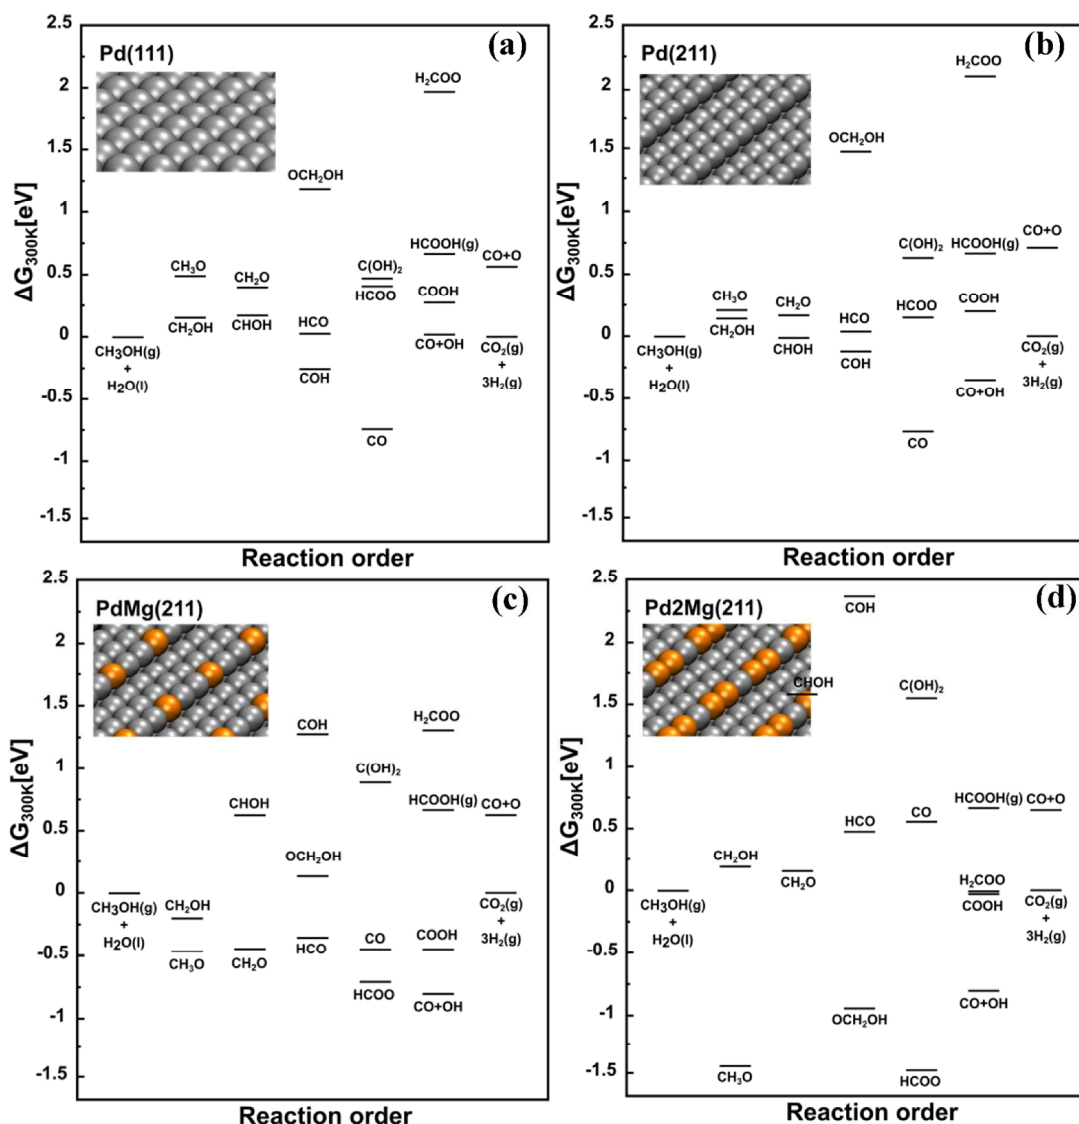 (a)
Pd(111)
2.5
2
1.5
1
0.5
0
-0.5
-1
-1.5
ΔG300K[eV]
H₂COO
OCH₂OH
HCOOH(g)
CO+O
CH₃O
CH₂O
C(OH)₂
HCOO
COOH
CH₂OH
CHOH
HCO
CO+OH
CH₃OH(g)
+
H₂O(l)
COH
CO₂(g)
+
3H₂(g)
CO
Reaction order
(b)
Pd(211)
2.5
2
1.5
1
0.5
0
-0.5
-1
-1.5
ΔG300K[eV]
H₂COO
OCH₂OH
CO+O
C(OH)₂
HCOOH(g)
CH₃O
CH₂O
HCO
HCOO
COOH
CH₂OH
CHOH
COH
CH₃OH(g)
+
H₂O(l)
CO+OH
CO₂(g)
+
3H₂(g)
CO
Reaction order
(c)
PdMg(211)
2.5
2
1.5
1
0.5
0
-0.5
-1
-1.5
ΔG300K[eV]
COH
H₂COO
C(OH)₂
CHOH
HCOOH(g)
CO+O
OCH₂OH
CH₃OH(g)
+
H₂O(l)
CH₂OH
CH₃O
CH₂O
HCO
CO
HCOO
COOH
CO+OH
CO₂(g)
+
3H₂(g)
Reaction order
(d)
Pd2Mg(211)
2.5
2
1.5
1
0.5
0
-0.5
-1
-1.5
ΔG300K[eV]
COH
CHOH
C(OH)₂
HCO
CO
HCOOH(g)
CO+O
CH₂OH
CH₂O
H₂COO
COOH
CH₃OH(g)
+
H₂O(l)
CO₂(g)
+
3H₂(g)
OCH₂OH
CO+OH
CH₃O
HCOO
Reaction order